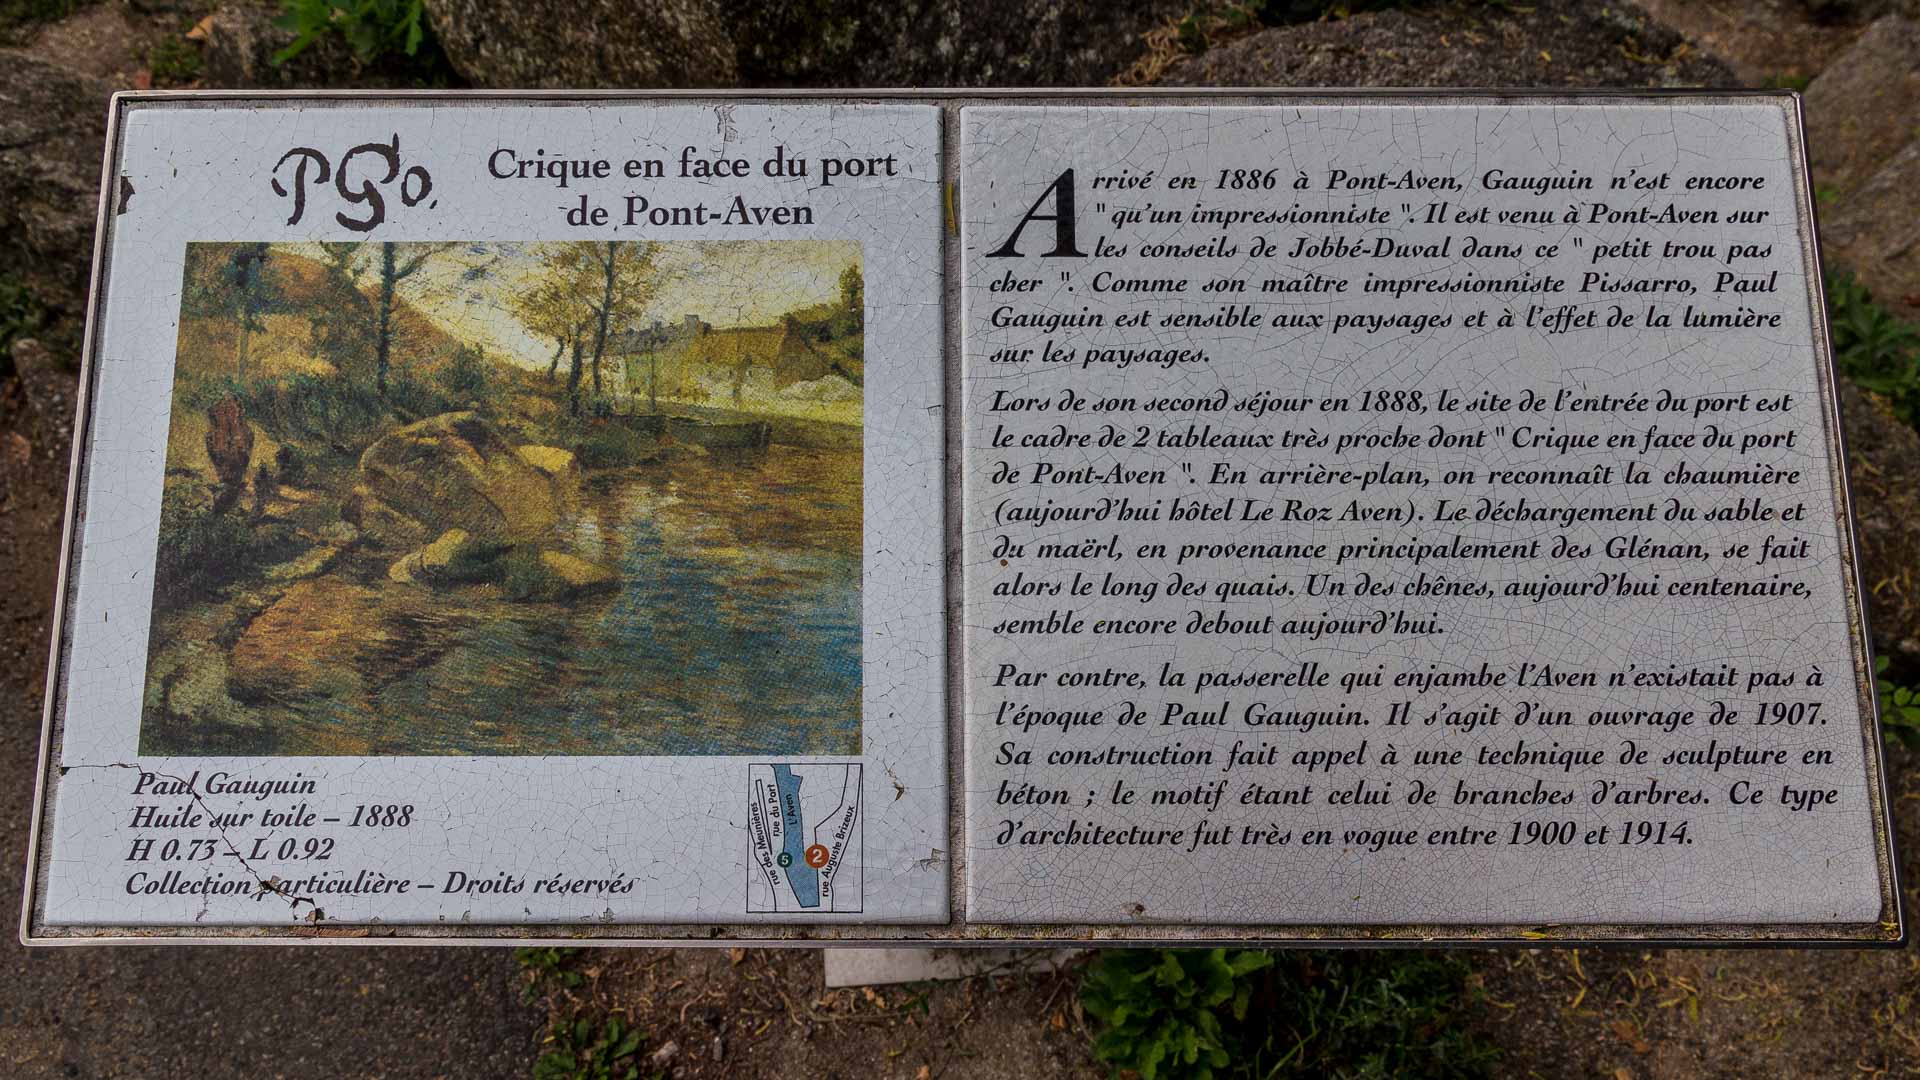 PGo.
Crique en face du port
de Pont-Aven
Paul Gauguin
Huile sur toile – 1888
H 0.73 – L 0.92
Collection particulière – Droits réservés
rue des Meunières
rue du Port
L'Aven
5
2
rue Auguste Brizeux
Arrivé en 1886 à Pont-Aven, Gauguin n'est encore
" qu'un impressionniste ". Il est venu à Pont-Aven sur
les conseils de Jobbé-Duval dans ce " petit trou pas
cher ". Comme son maître impressionniste Pissarro, Paul
Gauguin est sensible aux paysages et à l'effet de la lumière
sur les paysages.
Lors de son second séjour en 1888, le site de l'entrée du port est
le cadre de 2 tableaux très proche dont " Crique en face du port
de Pont-Aven ". En arrière-plan, on reconnaît la chaumière
(aujourd'hui hôtel Le Roz Aven). Le déchargement du sable et
du maërl, en provenance principalement des Glénan, se fait
alors le long des quais. Un des chênes, aujourd'hui centenaire,
semble encore debout aujourd'hui.
Par contre, la passerelle qui enjambe l'Aven n'existait pas à
l'époque de Paul Gauguin. Il s'agit d'un ouvrage de 1907.
Sa construction fait appel à une technique de sculpture en
béton ; le motif étant celui de branches d'arbres. Ce type
d'architecture fut très en vogue entre 1900 et 1914.